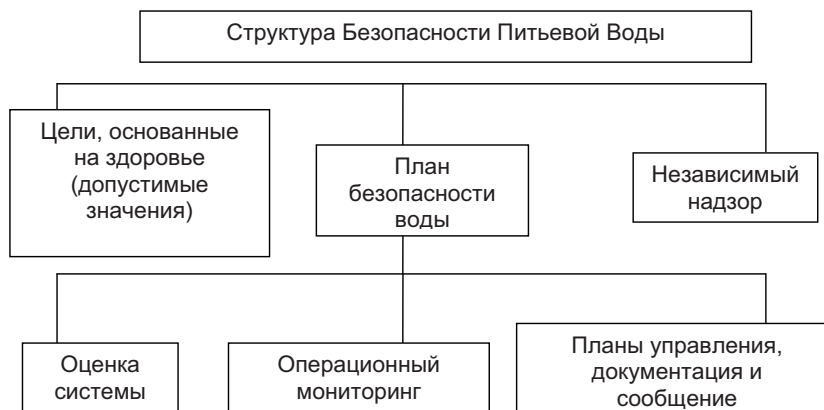 Структура Безопасности Питьевой Воды
Цели, основанные
на здоровье
(допустимые
значения)
План
безопасности
воды
Независимый
надзор
Оценка
системы
Операционный
мониторинг
Планы управления,
документация и
сообщение